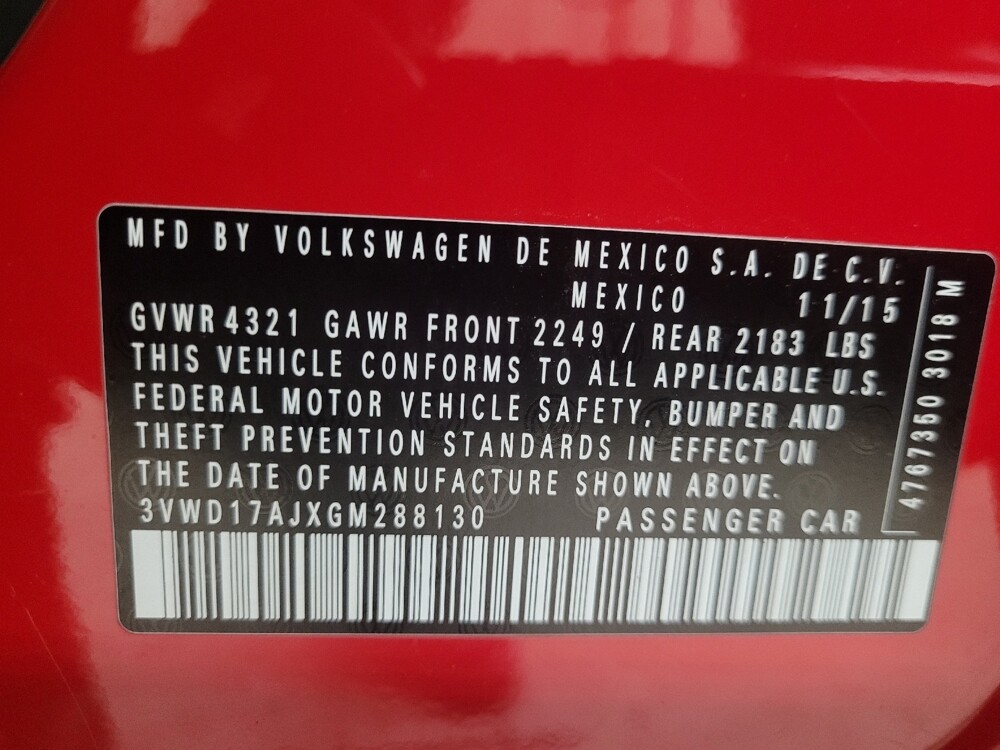 MFD BY VOLKSWAGEN DE MEXICO S.A. DE C.V.
MEXICO 11/15
GVWR 4321 GAWR FRONT 2249 / REAR 2183 LBS
THIS VEHICLE CONFORMS TO ALL APPLICABLE U.S.
FEDERAL MOTOR VEHICLE SAFETY, BUMPER AND
THEFT PREVENTION STANDARDS IN EFFECT ON
THE DATE OF MANUFACTURE SHOWN ABOVE.
3VWD17AJXGM288130 PASSENGER CAR
4767350 3018 M